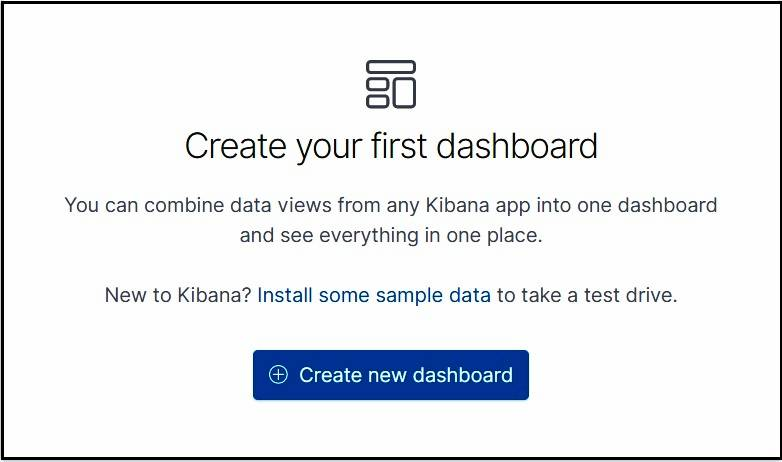 Create your first dashboard
You can combine data views from any Kibana app into one dashboard
and see everything in one place.
New to Kibana? Install some sample data to take a test drive.
Create new dashboard